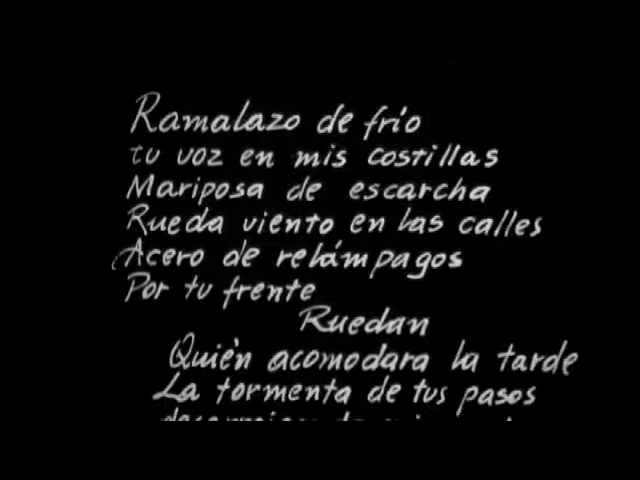 Ramalazo de frío
tu voz en mis costillas
Mariposa de escarcha
Rueda viento en las calles
Acero de relámpagos
Por tu frente
Ruedan
Quién acomodara la tarde
La tormenta de tus pasos